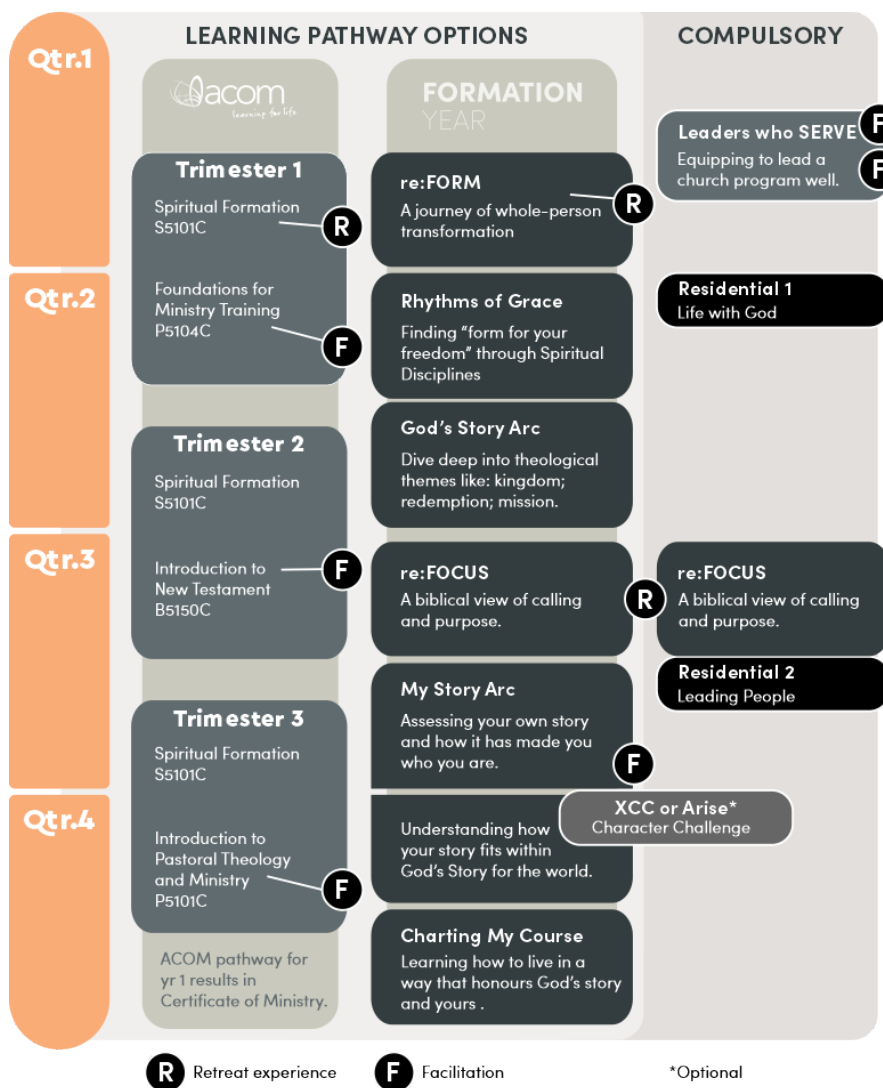 LEARNING PATHWAY OPTIONS
COMPULSORY
Qtr.1
acom
learning for life
FORMATION
YEAR
Leaders who SERVE
F
Equipping to lead a
church program well.
F
Trimester 1
Spiritual Formation
S5101C
R
Foundations for
Ministry Training
P5104C
F
re:FORM
A journey of whole-person
transformation
R
Qtr.2
Rhythms of Grace
Finding “form for your
freedom” through Spiritual
Disciplines
Residential 1
Life with God
God’s Story Arc
Dive deep into theological
themes like: kingdom;
redemption; mission.
Trimester 2
Spiritual Formation
S5101C
Introduction to
New Testament
B5150C
F
Qtr.3
re:FOCUS
A biblical view of calling
and purpose.
R
re:FOCUS
A biblical view of calling
and purpose.
Residential 2
Leading People
My Story Arc
Assessing your own story
and how it has made you
who you are.
F
Trimester 3
Spiritual Formation
S5101C
Introduction to
Pastoral Theology
and Ministry
P5101C
F
Qtr.4
XCC or Arise*
Character Challenge
Understanding how
your story fits within
God’s Story for the world.
Charting My Course
Learning how to live in a
way that honours God’s story
and yours .
ACOM pathway for
yr 1 results in
Certificate of Ministry.
R Retreat experience
F Facilitation
*Optional